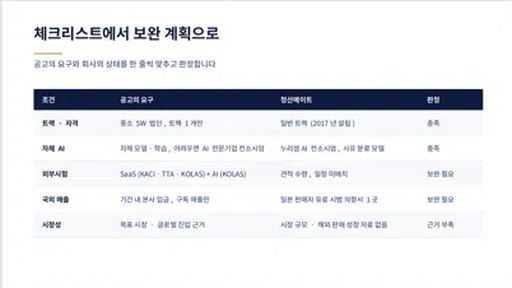 체크리스트에서 보완 계획으로
공고의 요구와 회사의 상태를 한 줄씩 맞추고 판정합니다
조건 공고의 요구 정산메이트 판정
트랙 · 자격 중소 SW 법인, 트랙 1개만 일반 트랙 (2017년 설립) 충족
자체 AI 자체 모델·학습, 어려우면 AI 전문기업 컨소시엄 누리셈 AI 컨소시엄, 사유 분류 모델 충족
외부시험 SaaS (KACI · TTA · KOLAS) + AI (KOLAS) 견적 수령, 일정 미배치 보완 필요
국외 매출 기간 내 본사 입금, 구독 매출만 일본 판매자 유료 시범 의향서 1곳 보완 필요
시장성 목표 시장 · 글로벌 진입 근거 시장 규모 · 해외 판매 성장 자료 없음 근거 부족